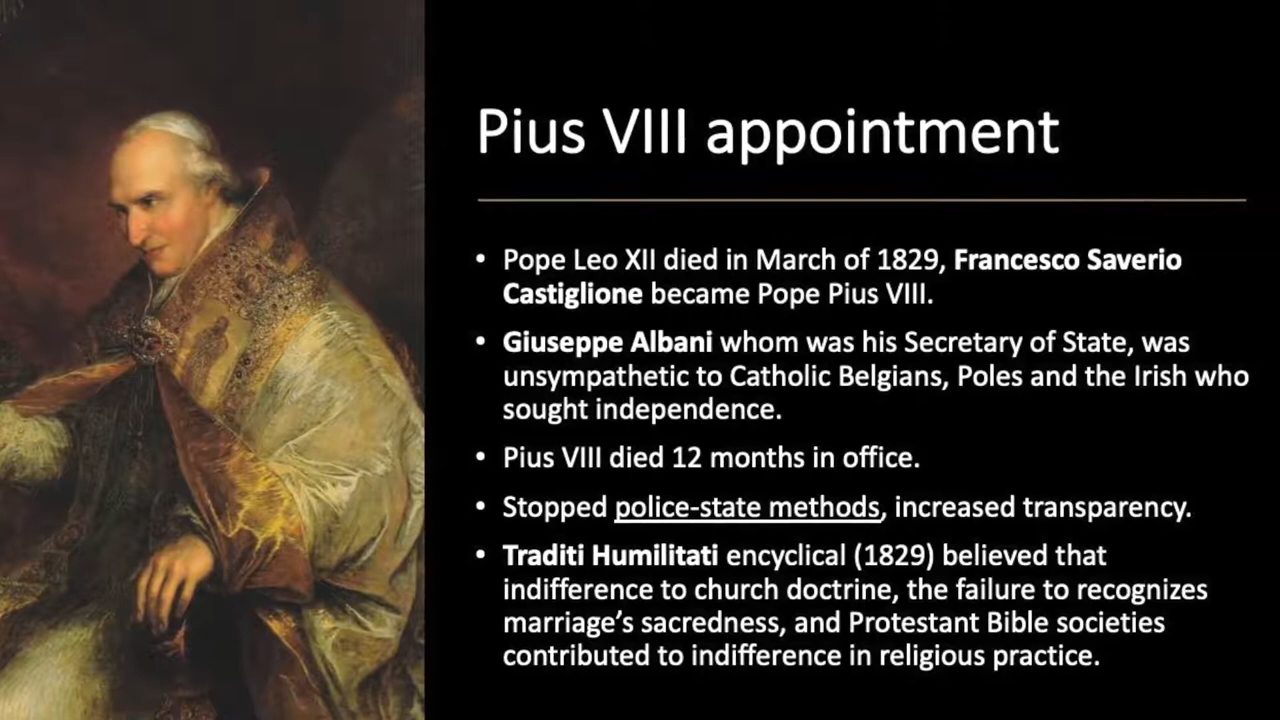 Pius VIII appointment
• Pope Leo XII died in March of 1829, Francesco Saverio
Castiglione became Pope Pius VIII.
• Giuseppe Albani whom was his Secretary of State, was
unsympathetic to Catholic Belgians, Poles and the Irish who
sought independence.
• Pius VIII died 12 months in office.
• Stopped police-state methods, increased transparency.
• Traditi Humilitati encyclical (1829) believed that
indifference to church doctrine, the failure to recognizes
marriage’s sacredness, and Protestant Bible societies
contributed to indifference in religious practice.